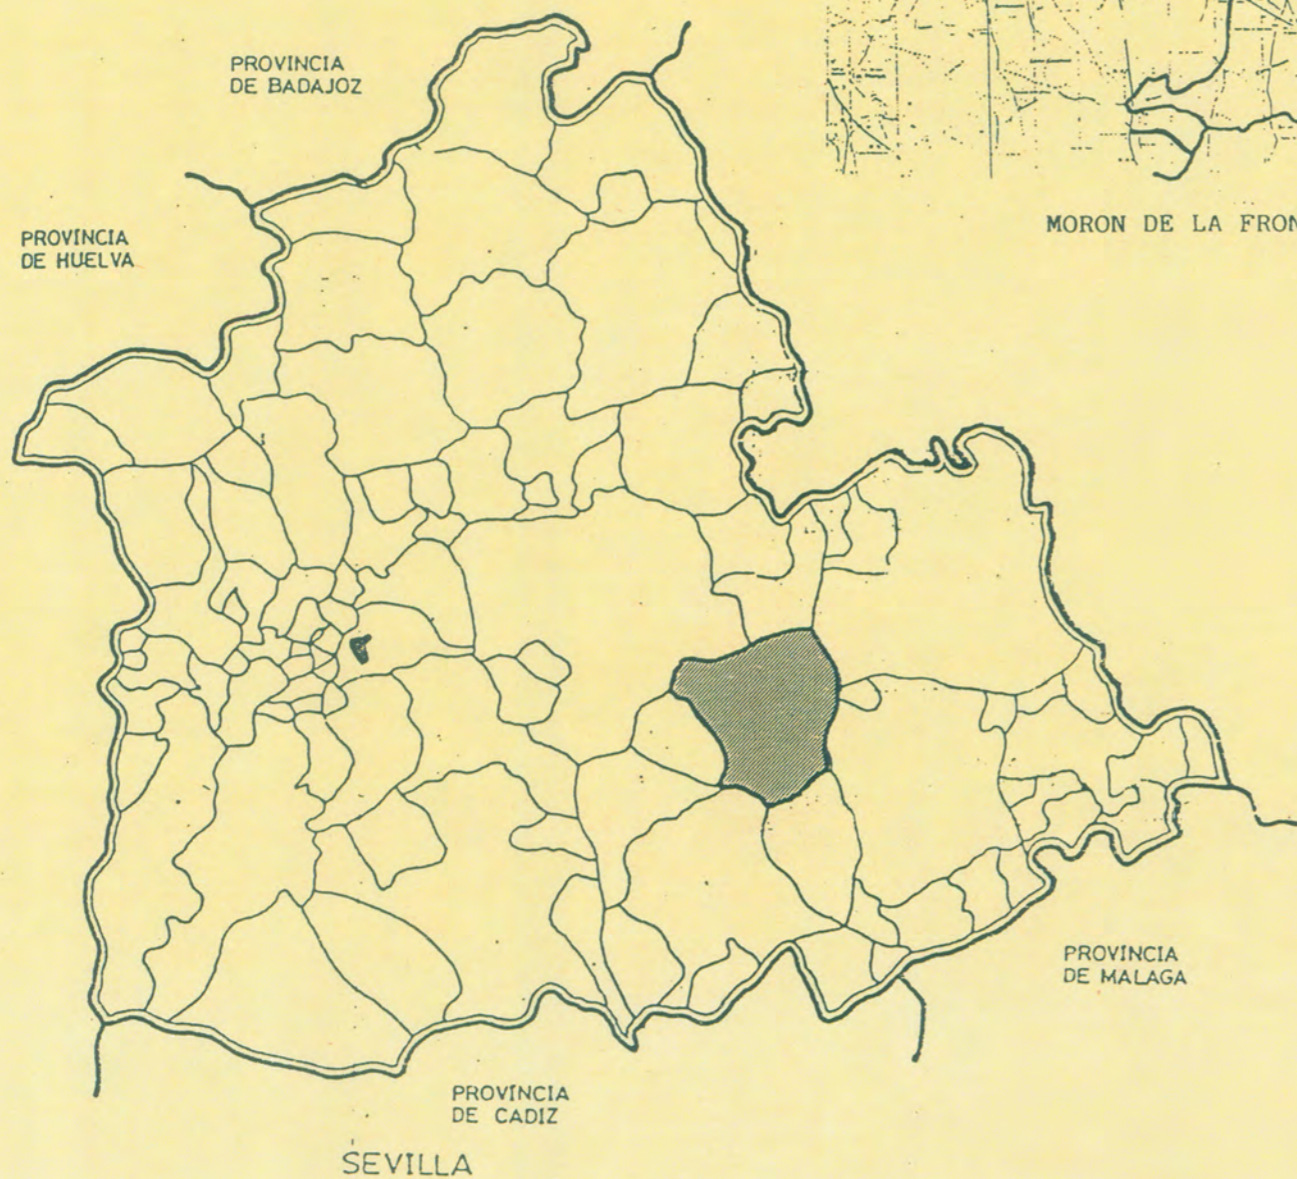 PROVINCIA
DE BADAJOZ
MORON DE LA FRON
PROVINCIA
DE HUELVA
PROVINCIA
DE MALAGA
PROVINCIA
DE CADIZ
SEVILLA